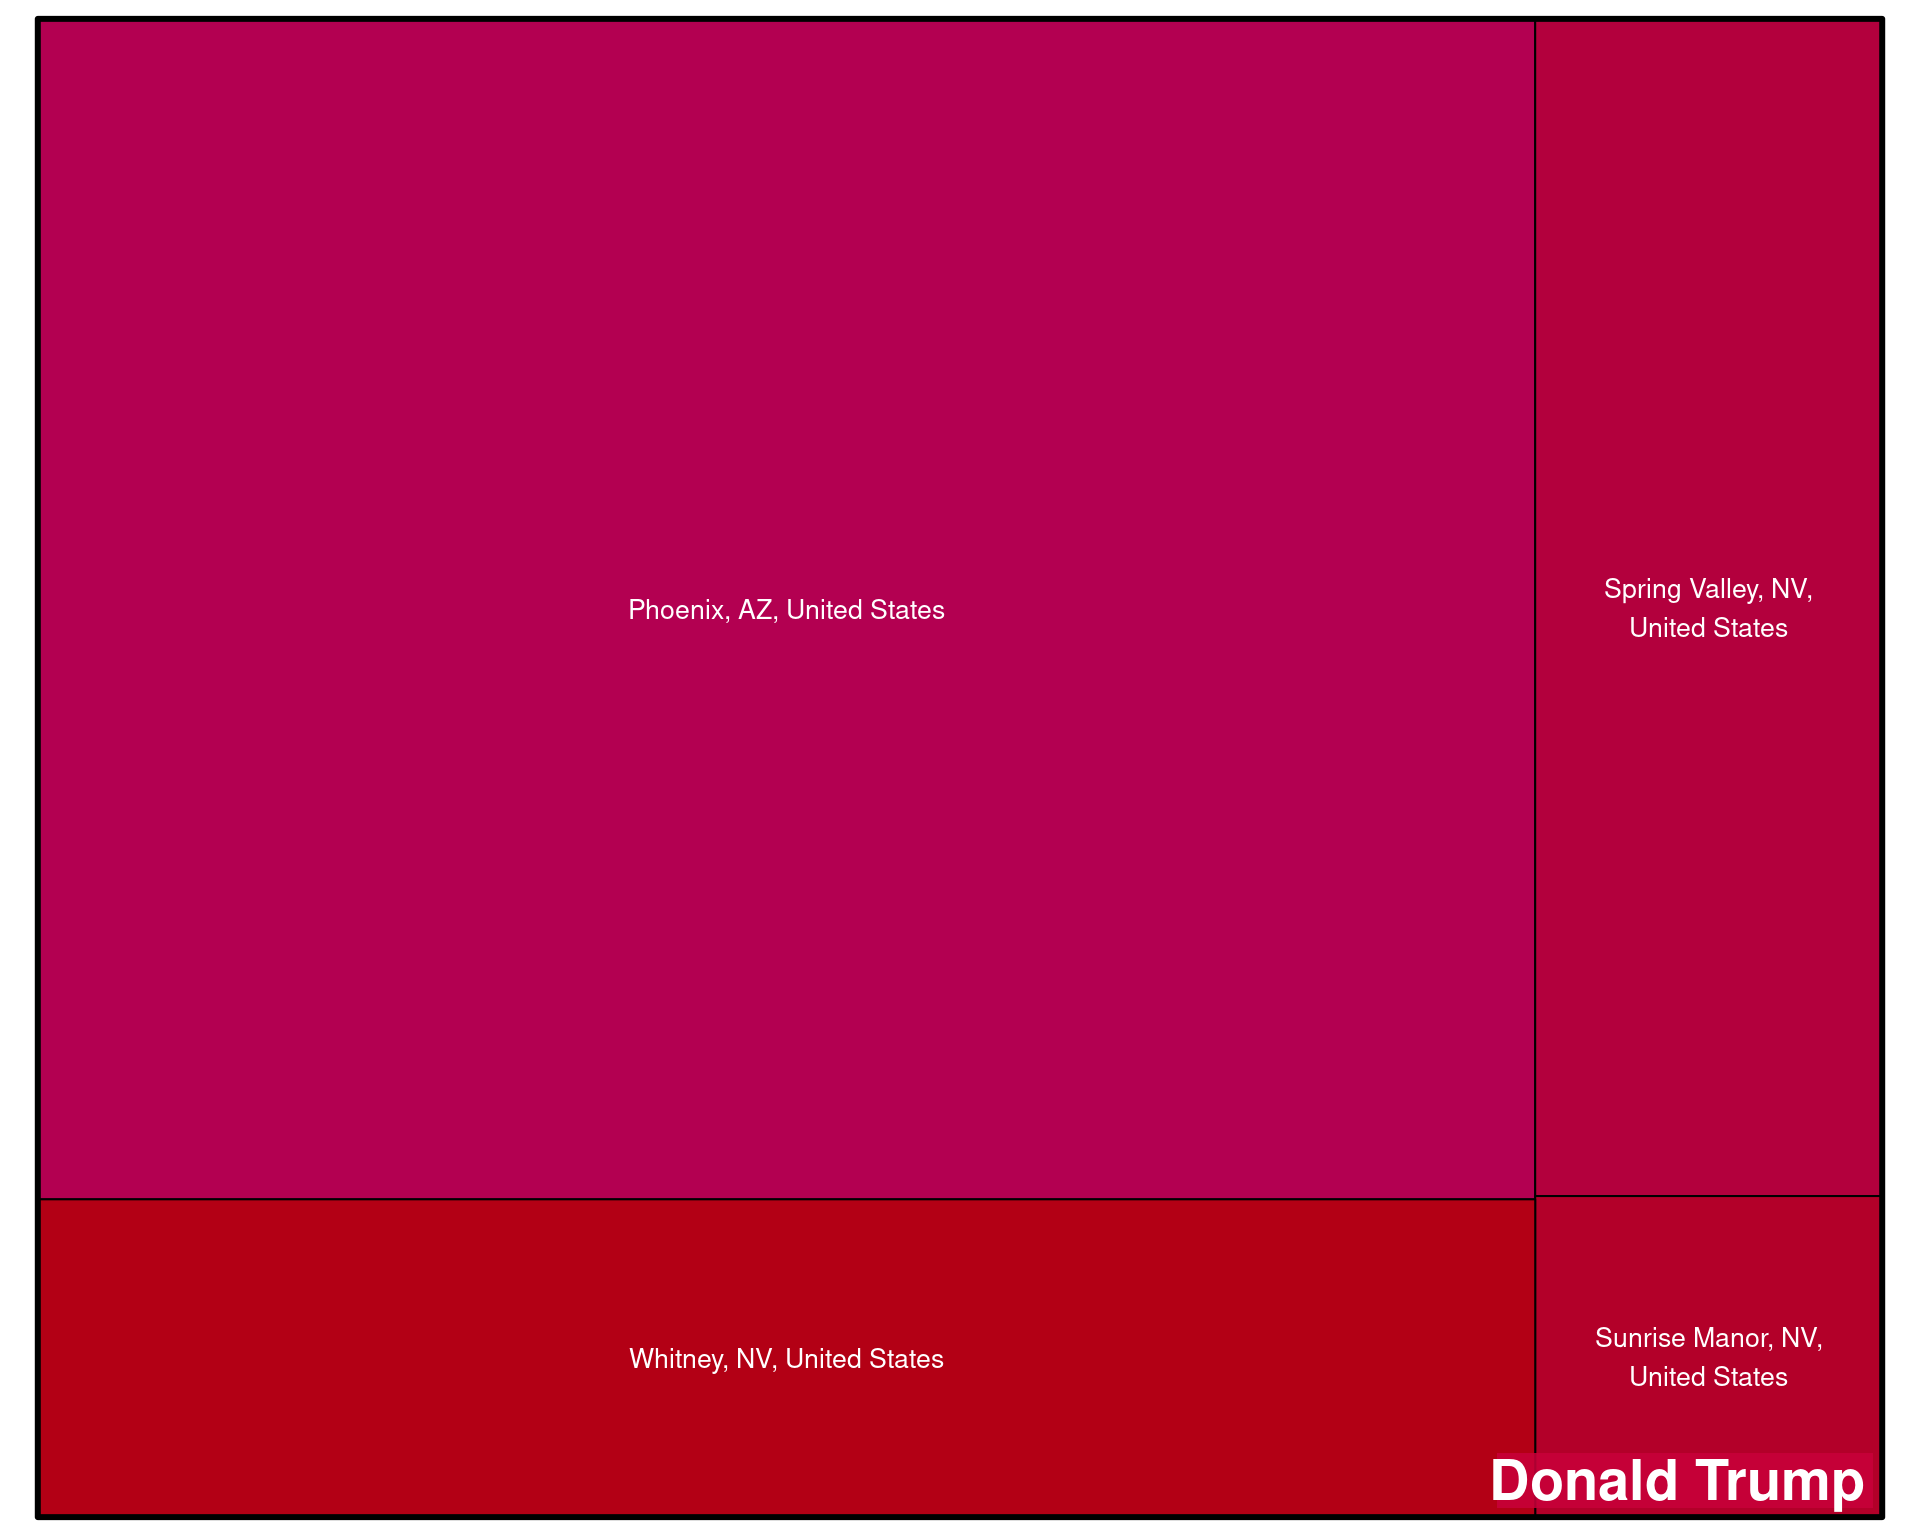 Phoenix, AZ, United States
Spring Valley, NV,
United States
Whitney, NV, United States
Sunrise Manor, NV,
United States
Donald Trump